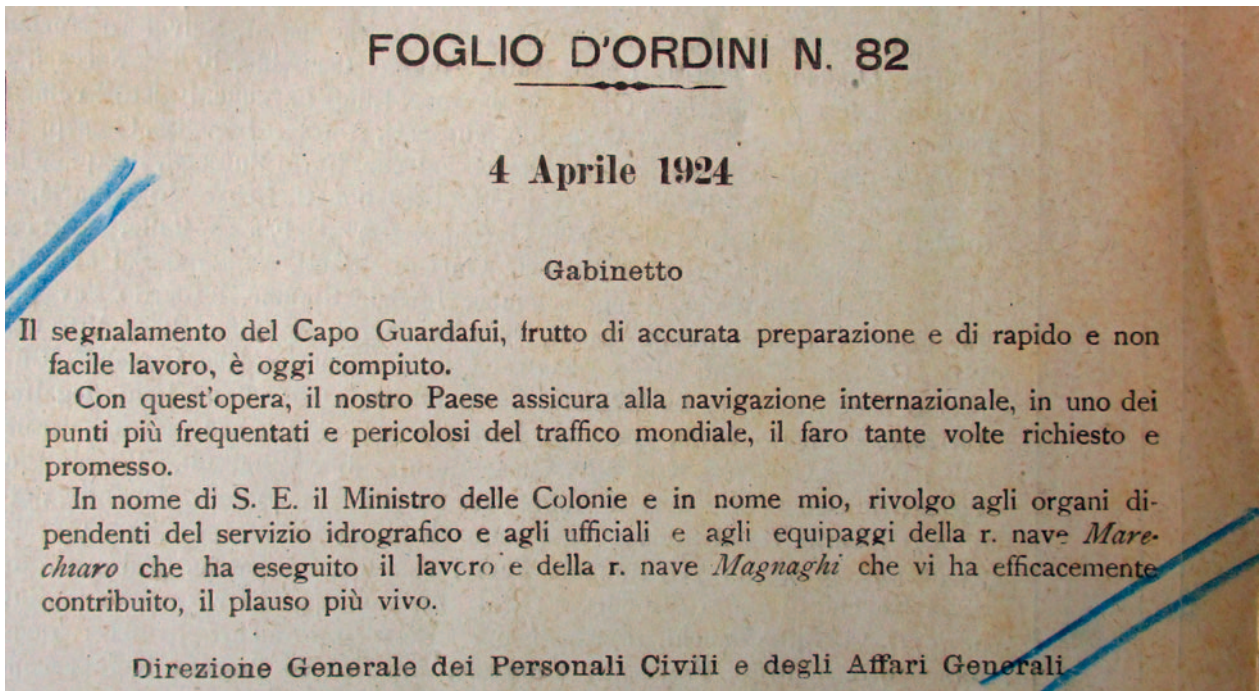 FOGLIO D'ORDINI N. 82
4 Aprile 1924
Gabinetto
Il segnalamento del Capo Guardafui, frutto di accurata preparazione e di rapido e non
facile lavoro, è oggi compiuto.
Con quest'opera, il nostro Paese assicura alla navigazione internazionale, in uno dei
punti più frequentati e pericolosi del traffico mondiale, il faro tante volte richiesto e
promesso.
In nome di S. E. il Ministro delle Colonie e in nome mio, rivolgo agli organi di-
pendenti del servizio idrografico e agli ufficiali e agli equipaggi della r. nave Mare-
chiaro che ha eseguito il lavoro e della r. nave Magnaghi che vi ha efficacemente
contribuito, il plauso più vivo.
Direzione Generale dei Personali Civili e degli Affari Generali